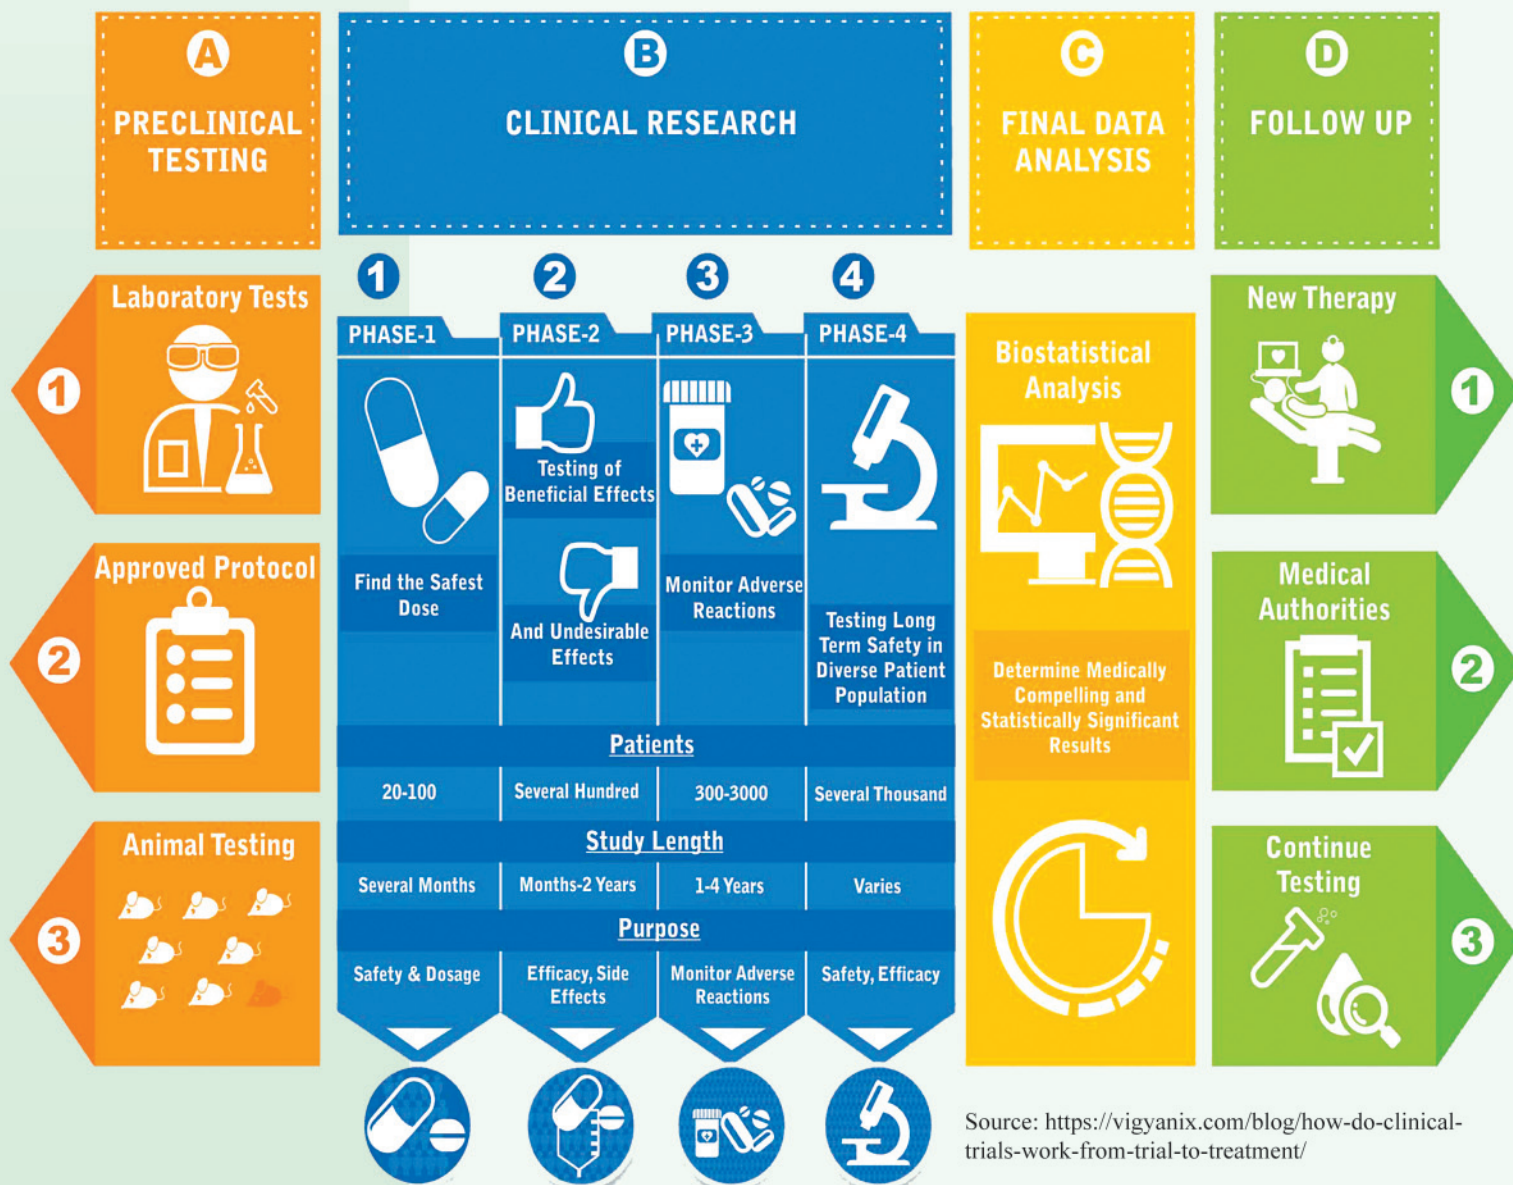 A
PRECLINICAL
TESTING
1
Laboratory Tests
2
Approved Protocol
3
Animal Testing
B
CLINICAL RESEARCH
1
PHASE-1
Find the Safest
Dose
2
PHASE-2
Testing of
Beneficial Effects
And Undesirable
Effects
3
PHASE-3
Monitor Adverse
Reactions
4
PHASE-4
Testing Long
Term Safety in
Diverse Patient
Population
Patients
20-100
Several Hundred
300-3000
Several Thousand
Study Length
Several Months
Months-2 Years
1-4 Years
Varies
Purpose
Safety & Dosage
Efficacy, Side
Effects
Monitor Adverse
Reactions
Safety, Efficacy
C
FINAL DATA
ANALYSIS
Biostatistical
Analysis
Determine Medically
Compelling and
Statistically Significant
Results
D
FOLLOW UP
New Therapy
1
Medical
Authorities
2
Continue
Testing
3
Source: https://vigyanix.com/blog/how-do-clinical-
trials-work-from-trial-to-treatment/